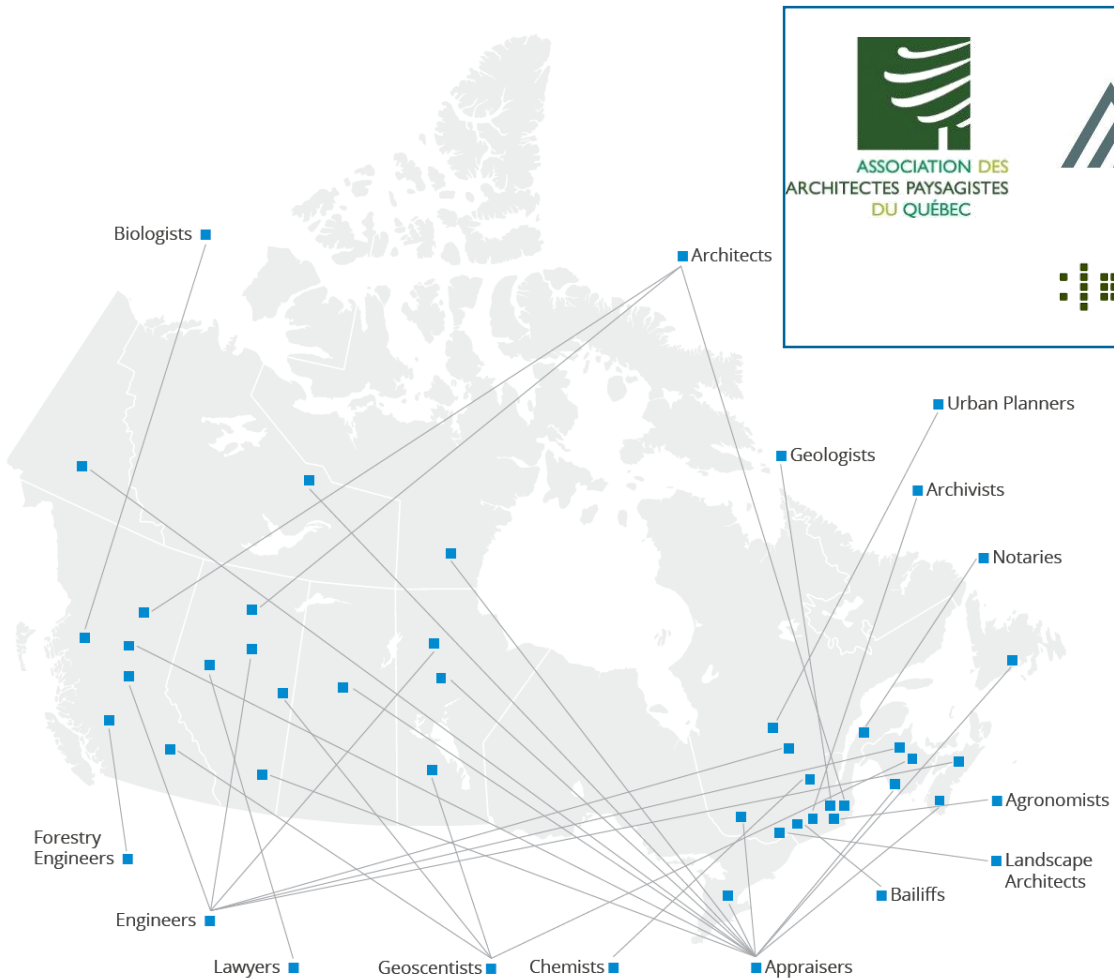 ASSOCIATION DES
ARCHITECTES PAYSAGISTES
DU QUÉBEC
Biologists
Architects
Urban Planners
Geologists
Archivists
Notaries
Agronomists
Forestry
Engineers
Landscape
Architects
Bailiffs
Engineers
Lawyers
Geoscentists
Chemists
Appraisers